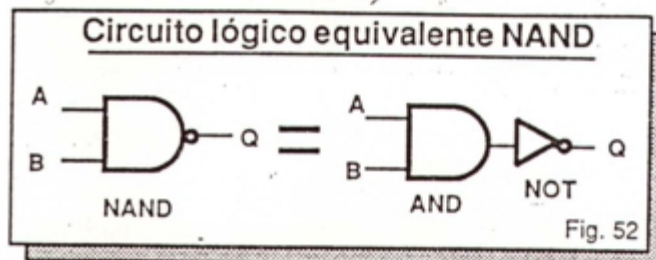 Circuito lógico equivalente NAND
A
B
Q
NAND
=
A
B
Q
AND
NOT
Fig. 52